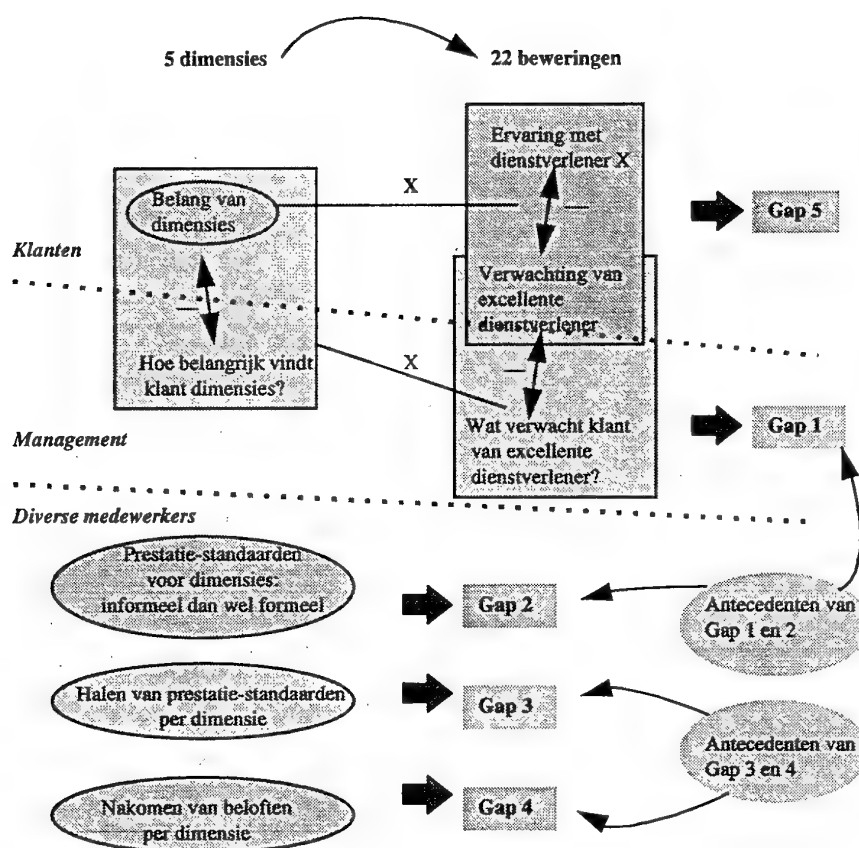 5 dimensies
22 beweringen
Ervaring met
dienstverlener X
X
Belang van
dimensies
Gap 5
Klanten
Verwachting van
excellente
dienstverlener
Hoe belangrijk vindt
klant dimensies?
X
Wat verwacht klant
van excellente
dienstverlener?
Gap 1
Management
Diverse medewerkers
Prestatie-standaarden
voor dimensies:
informeel dan wel formeel
Gap 2
Antecedenten van
Gap 1 en 2
Halen van prestatie-standaarden
per dimensie
Gap 3
Antecedenten van
Gap 3 en 4
Nakomen van beloften
per dimensie
Gap 4